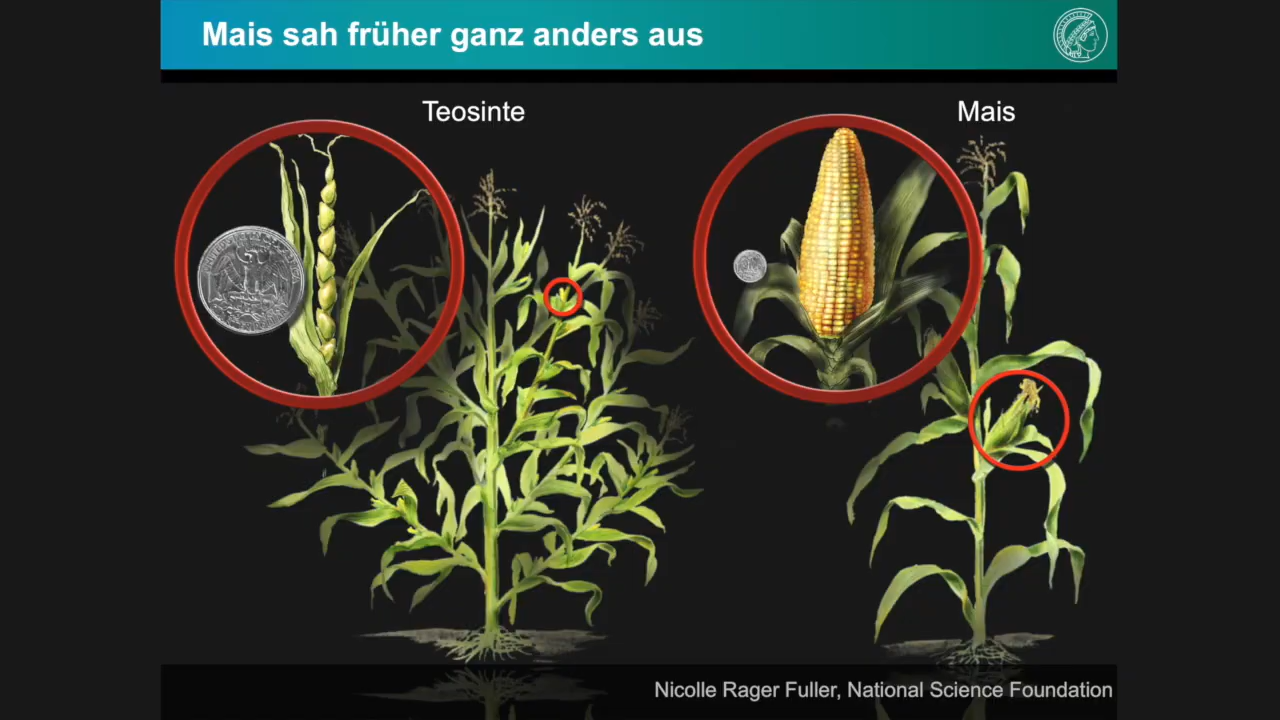 Mais sah früher ganz anders aus
Teosinte
Mais
Nicolle Rager Fuller, National Science Foundation